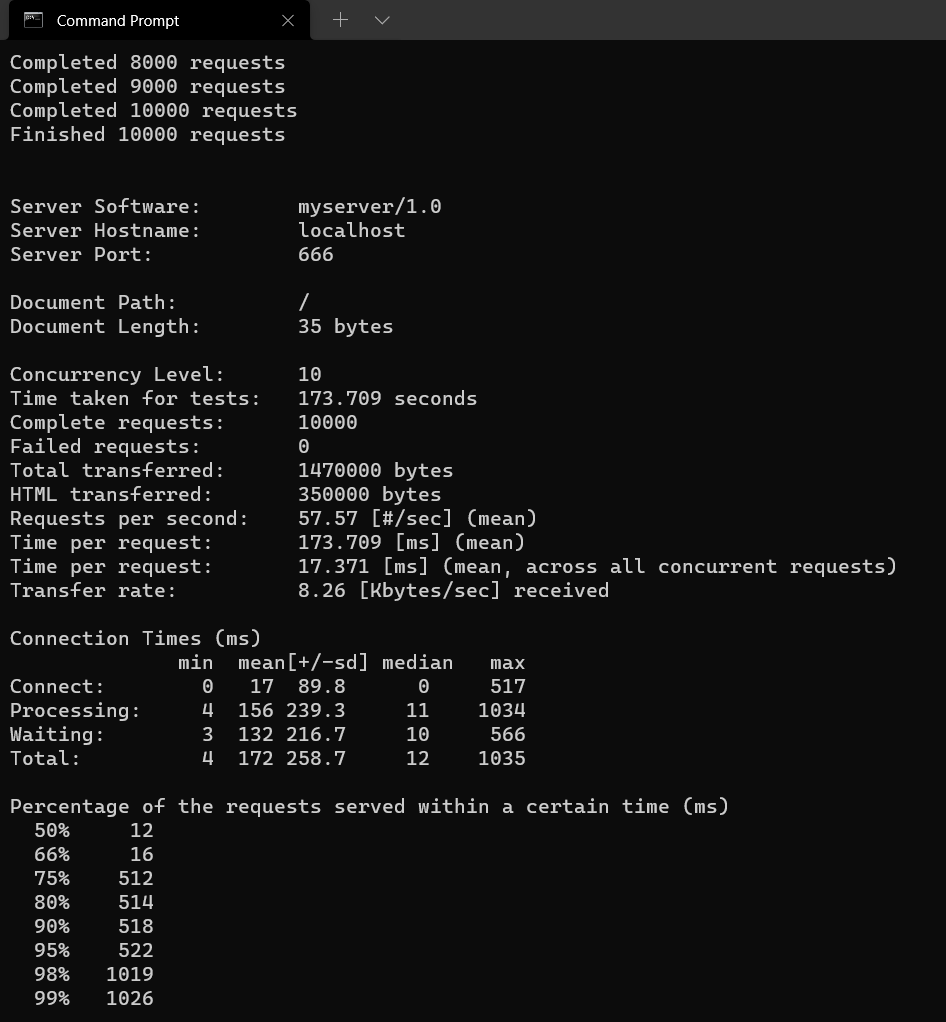 Command Prompt
Completed 8000 requests
Completed 9000 requests
Completed 10000 requests
Finished 10000 requests
Server Software: myserver/1.0
Server Hostname: localhost
Server Port: 666
Document Path: /
Document Length: 35 bytes
Concurrency Level: 10
Time taken for tests: 173.709 seconds
Complete requests: 10000
Failed requests: 0
Total transferred: 1470000 bytes
HTML transferred: 350000 bytes
Requests per second: 57.57 [#/sec] (mean)
Time per request: 173.709 [ms] (mean)
Time per request: 17.371 [ms] (mean, across all concurrent requests)
Transfer rate: 8.26 [Kbytes/sec] received
Connection Times (ms)
min mean[+/-sd] median max
Connect: 0 17 89.8 0 517
Processing: 4 156 239.3 11 1034
Waiting: 3 132 216.7 10 566
Total: 4 172 258.7 12 1035
Percentage of the requests served within a certain time (ms)
50% 12
66% 16
75% 512
80% 514
90% 518
95% 522
98% 1019
99% 1026